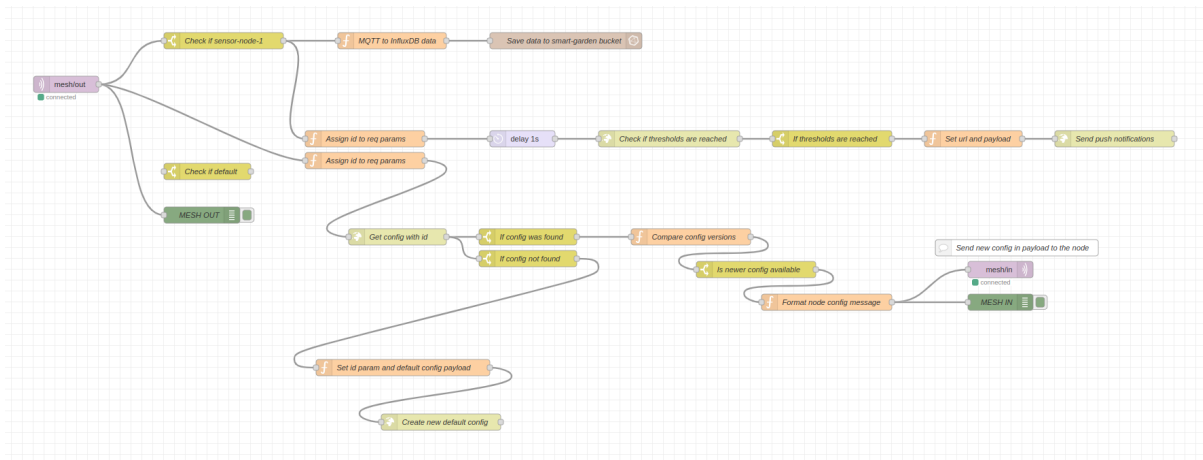 Check if sensor-node-1
MQTT to InfluxDB data
Save data to smart-garden bucket
mesh/out
connected
Assign id to req params
delay 1s
Check if thresholds are reached
If thresholds are reached
Set url and payload
Send push notifications
Assign id to req params
Check if default
MESH OUT
Get config with id
If config was found
Compare config versions
Send new config in payload to the node
If config not found
Is newer config available
mesh/in
connected
Format node config message
MESH IN
Set id param and default config payload
Create new default config